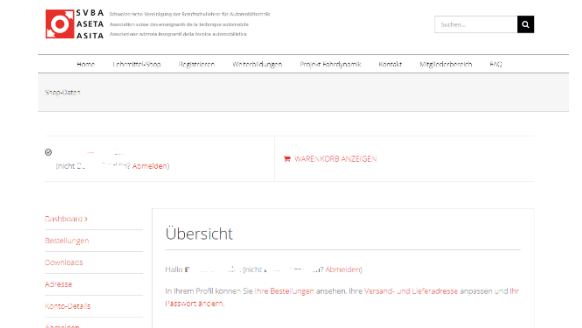 SVBA
ASETA
ASITA
Schweizerische Vereinigung der Berufsschullehrer für Automobiltechnik
Association suisse des enseignants de la technique automobile
Associazione svizzera insegnanti della tecnica automobilistica
Suchen...
Home Lehrmittel-Shop Registrieren Weiterbildungen Projekt Fahrdynamik Kontakt Mitgliederbereich FAQ
Shop-Daten
(nicht ? Abmelden)
WARENKORB ANZEIGEN
Dashboard >
Bestellungen
Downloads
Adresse
Konto-Details
Abmelden
Übersicht
Hallo (nicht ? Abmelden)
In Ihrem Profil können Sie Ihre Bestellungen ansehen, Ihre Versand- und Lieferadresse anpassen und Ihr
Passwort ändern.